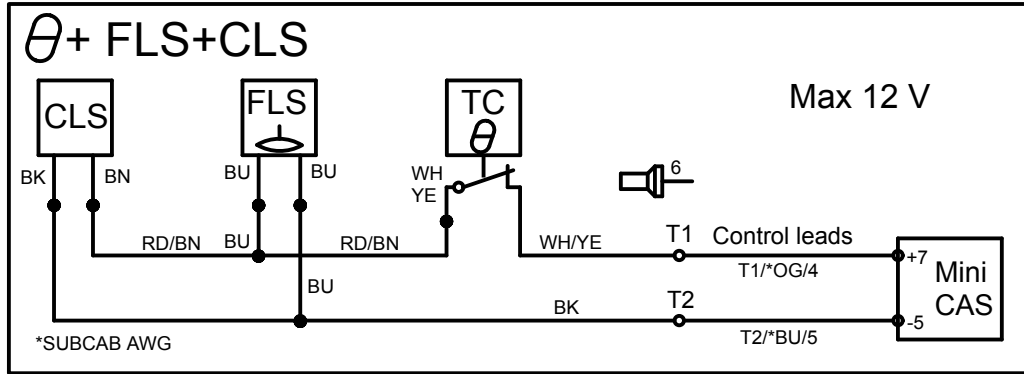 θ+ FLS+CLS
Max 12 V
CLS
FLS
TC
θ
BK
BN
BU
BU
WH
YE
6
RD/BN
BU
RD/BN
WH/YE
T1
Control leads
T1/*OG/4
+7
Mini
CAS
BU
BK
T2
-5
T2/*BU/5
*SUBCAB AWG